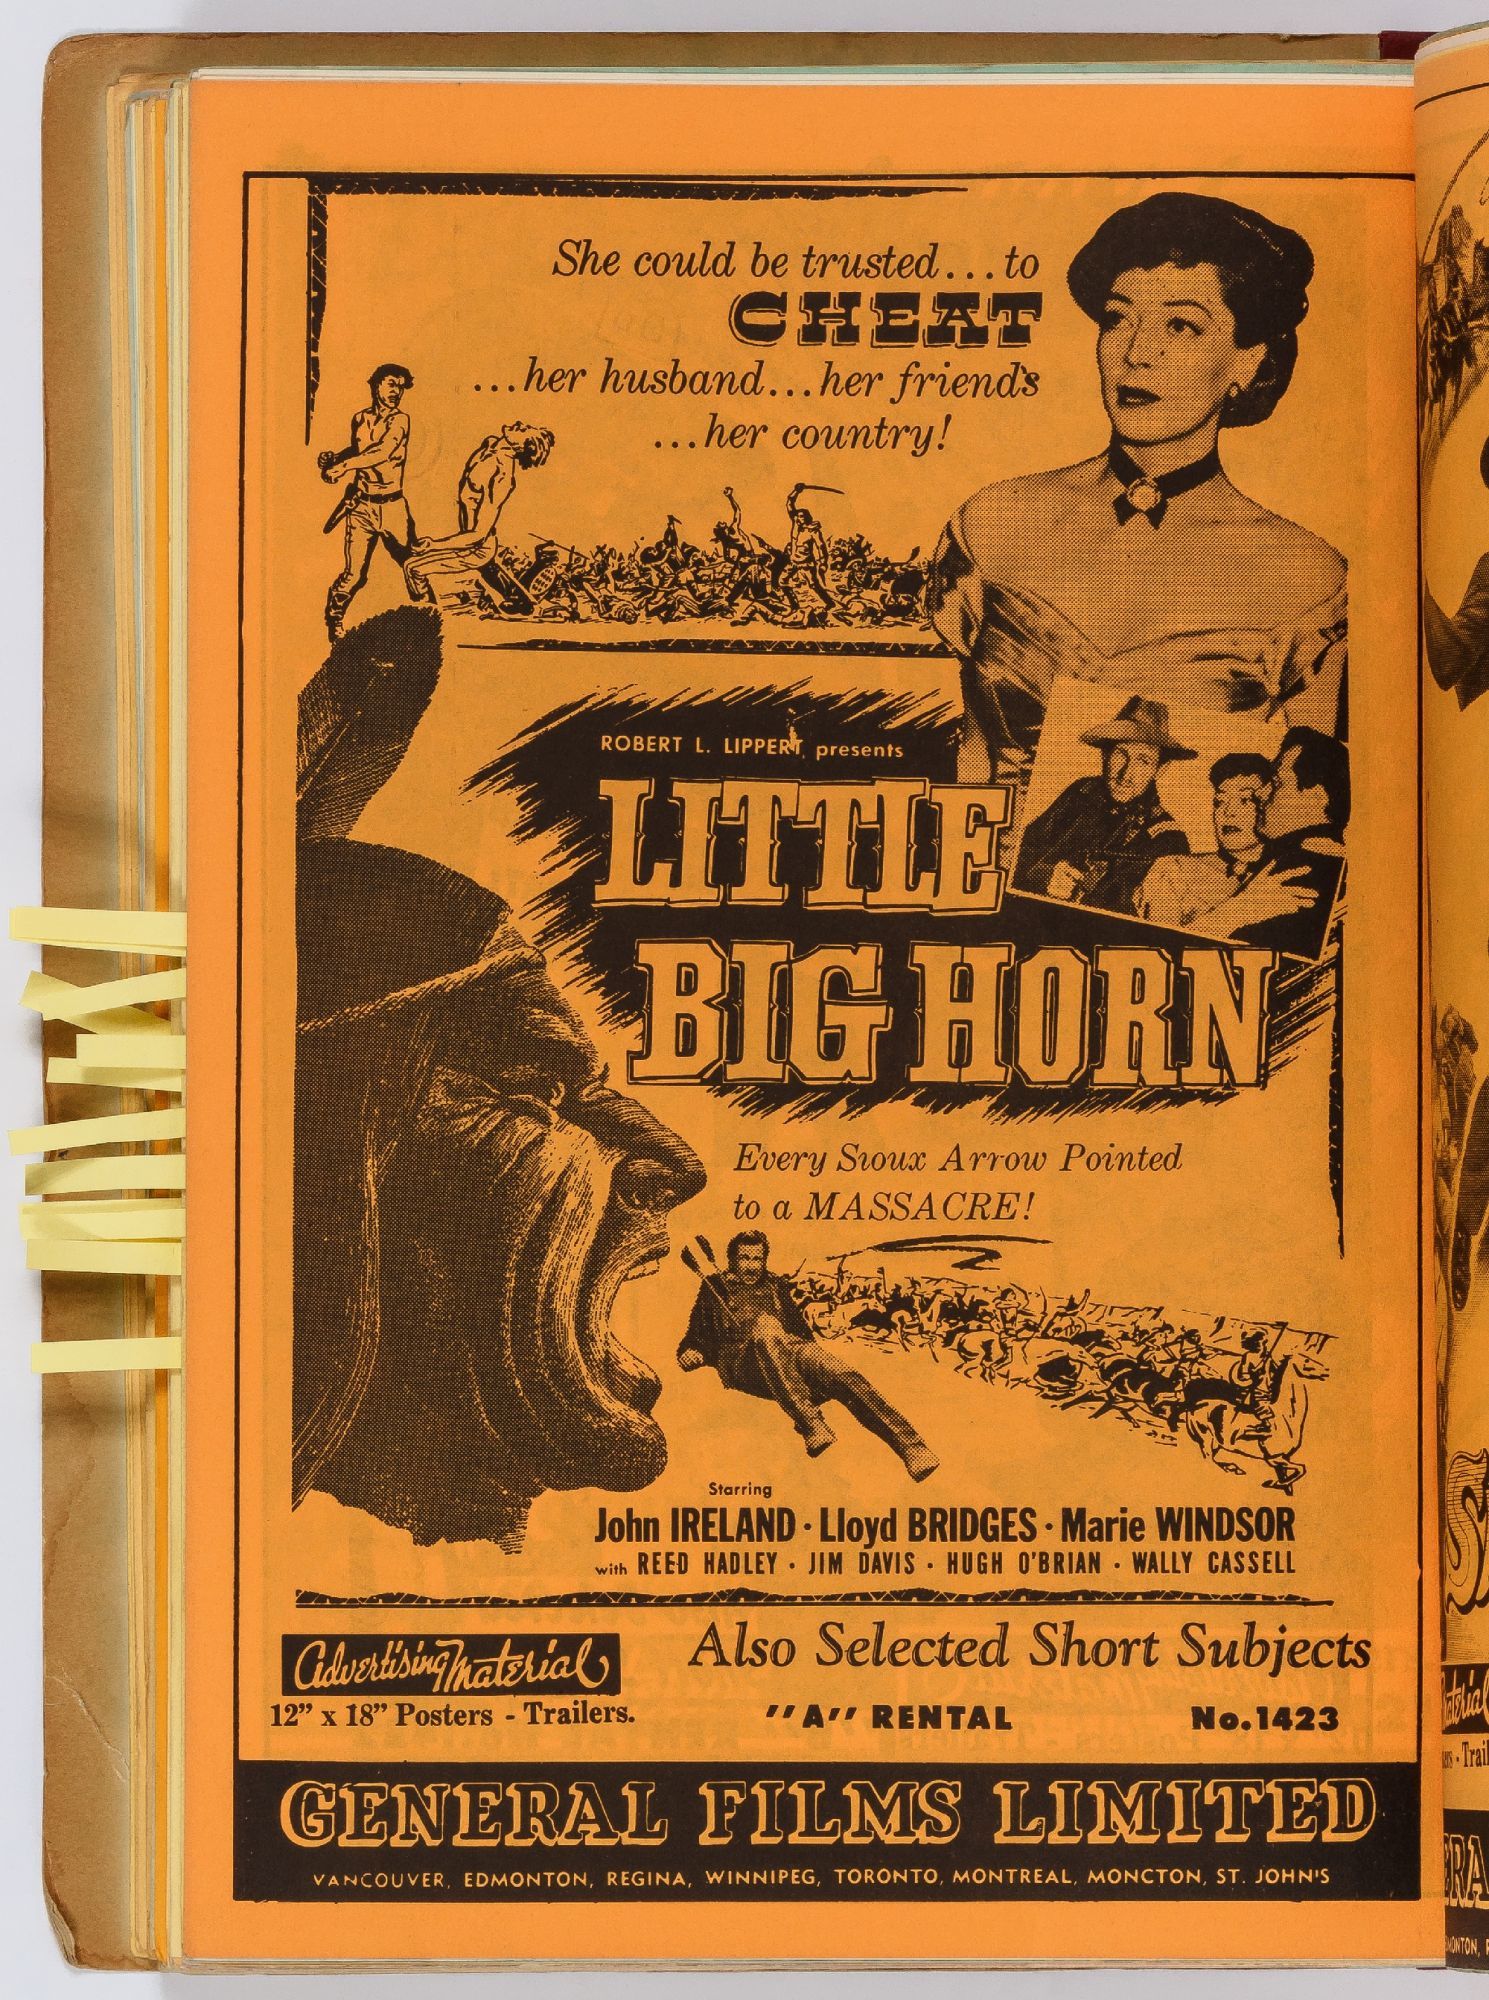 She could be trusted...to
CHEAT
...her husband...her friends
...her country!
ROBERT L. LIPPERT, presents
LITTLE
BIG HORN
Every Sioux Arrow Pointed
to a MASSACRE!
Starring
John IRELAND · Lloyd BRIDGES · Marie WINDSOR
with REED HADLEY · JIM DAVIS · HUGH O'BRIAN · WALLY CASSELL
Advertising Material
Also Selected Short Subjects
12" x 18" Posters - Trailers.
"A" RENTAL
No.1423
GENERAL FILMS LIMITED
VANCOUVER, EDMONTON, REGINA, WINNIPEG, TORONTO, MONTREAL, MONCTON, ST. JOHN'S